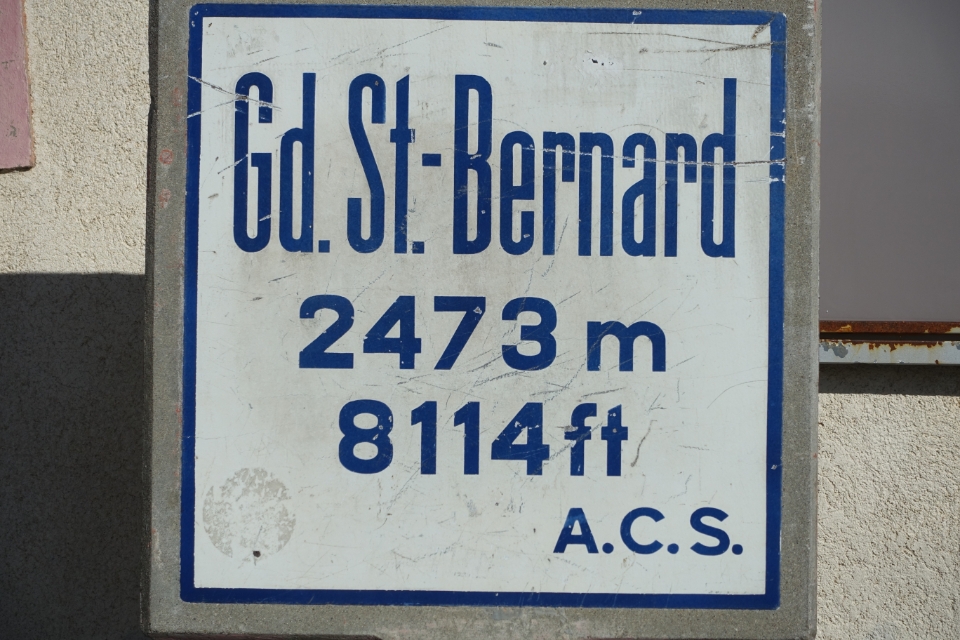 Gd. St.-Bernard
2473 m
8114 ft
A.C.S.